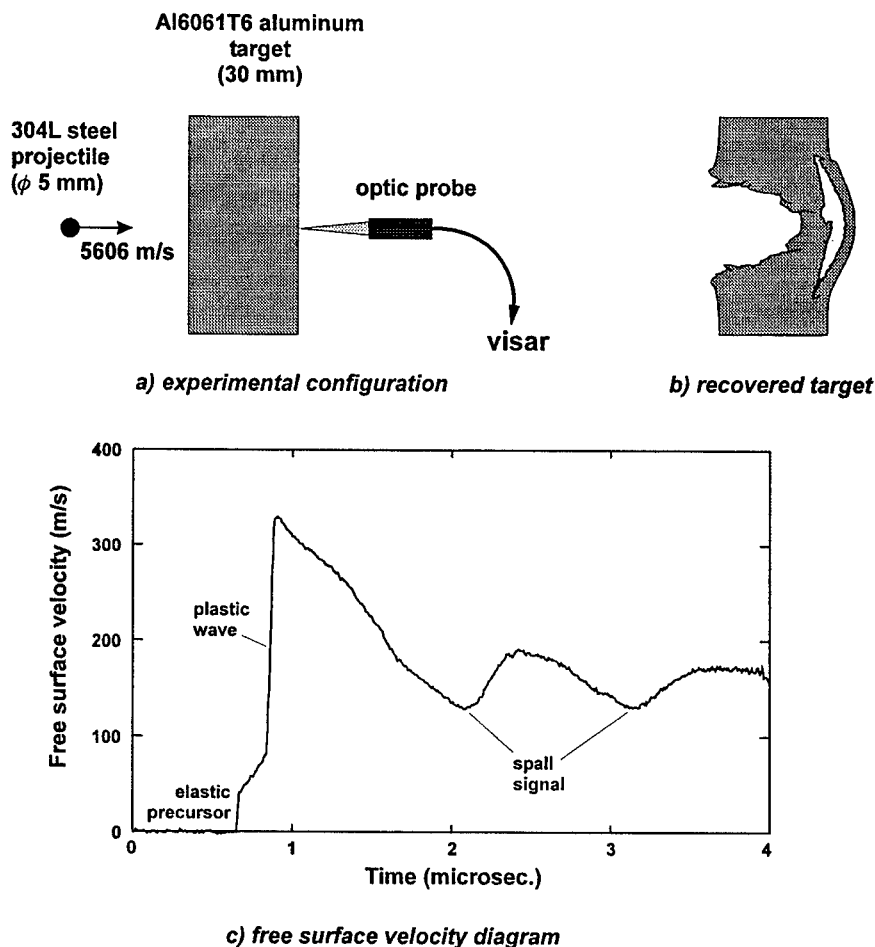 Al6061T6 aluminum
target
(30 mm)
304L steel
projectile
(ϕ 5 mm)
5606 m/s
optic probe
visar
a) experimental configuration
b) recovered target
Free surface velocity (m/s)
400
300
200
100
0
plastic
wave
elastic
precursor
spall
signal
0
1
2
3
4
Time (microsec.)
c) free surface velocity diagram